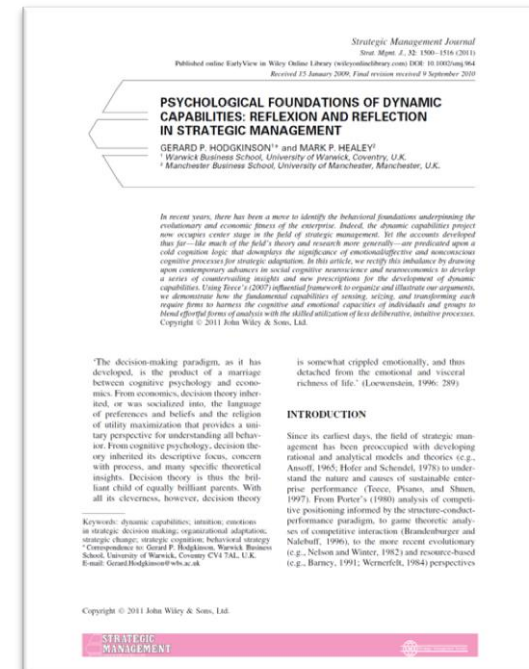 Strategic Management Journal
Strat. Mgmt. J., 32: 1500–1516 (2011)
Published online EarlyView in Wiley Online Library (wileyonlinelibrary.com) DOI: 10.1002/smj.964
Received 15 January 2009; Final revision received 9 September 2010
PSYCHOLOGICAL FOUNDATIONS OF DYNAMIC
CAPABILITIES: REFLEXION AND REFLECTION
IN STRATEGIC MANAGEMENT
GERARD P. HODGKINSON¹* and MARK P. HEALEY²
¹ Warwick Business School, University of Warwick, Coventry, U.K.
² Manchester Business School, University of Manchester, Manchester, U.K.
In recent years, there has been a move to identify the behavioral foundations underpinning the
evolutionary and economic fitness of the enterprise. Indeed, the dynamic capabilities project
now occupies center stage in the field of strategic management. Yet the accounts developed
thus far—like much of the field's theory and research more generally—are predicated upon a
cold cognition logic that downplays the significance of emotional/affective and nonconscious
cognitive processes for strategic adaptation. In this article, we rectify this imbalance by drawing
upon contemporary advances in social cognitive neuroscience and neuroeconomics to develop
a series of countervailing insights and new prescriptions for the development of dynamic
capabilities. Using Teece's (2007) influential framework to organize and illustrate our arguments,
we demonstrate how the fundamental capabilities of sensing, seizing, and transforming each
require firms to harness the cognitive and emotional capacities of individuals and groups to
blend effortful forms of analysis with the skilled utilization of less deliberative, intuitive processes.
Copyright © 2011 John Wiley & Sons, Ltd.
'The decision-making paradigm, as it has
developed, is the product of a marriage
between cognitive psychology and econo-
mics. From economics, decision theory inher-
ited, or was socialized into, the language
of preferences and beliefs and the religion
of utility maximization that provides a uni-
tary perspective for understanding all behav-
ior. From cognitive psychology, decision the-
ory inherited its descriptive focus, concern
with process, and many specific theoretical
insights. Decision theory is thus the bril-
liant child of equally brilliant parents. With
all its cleverness, however, decision theory
Keywords: dynamic capabilities; intuition; emotions
in strategic decision making; organizational adaptation,
strategic change; strategic cognition; behavioral strategy
* Correspondence to: Gerard P. Hodgkinson, Warwick Business
School, University of Warwick, Coventry CV4 7AL, U.K.
E-mail: Gerard.Hodgkinson@wbs.ac.uk
is somewhat crippled emotionally, and thus
detached from the emotional and visceral
richness of life.' (Loewenstein, 1996: 289)
INTRODUCTION
Since its earliest days, the field of strategic man-
agement has been preoccupied with developing
rational and analytical models and theories (e.g.,
Ansoff, 1965; Hofer and Schendel, 1978) to under-
stand the nature and causes of sustainable enter-
prise performance (Teece, Pisano, and Shuen,
1997). From Porter's (1980) analysis of competi-
tive positioning informed by the structure-conduct-
performance paradigm, to game theoretic analy-
ses of competitive interaction (Brandenburger and
Nalebuff, 1996), to the more recent evolutionary
(e.g., Nelson and Winter, 1982) and resource-based
(e.g., Barney, 1991; Wernerfelt, 1984) perspectives
Copyright © 2011 John Wiley & Sons, Ltd.
STRATEGIC
MANAGEMENT